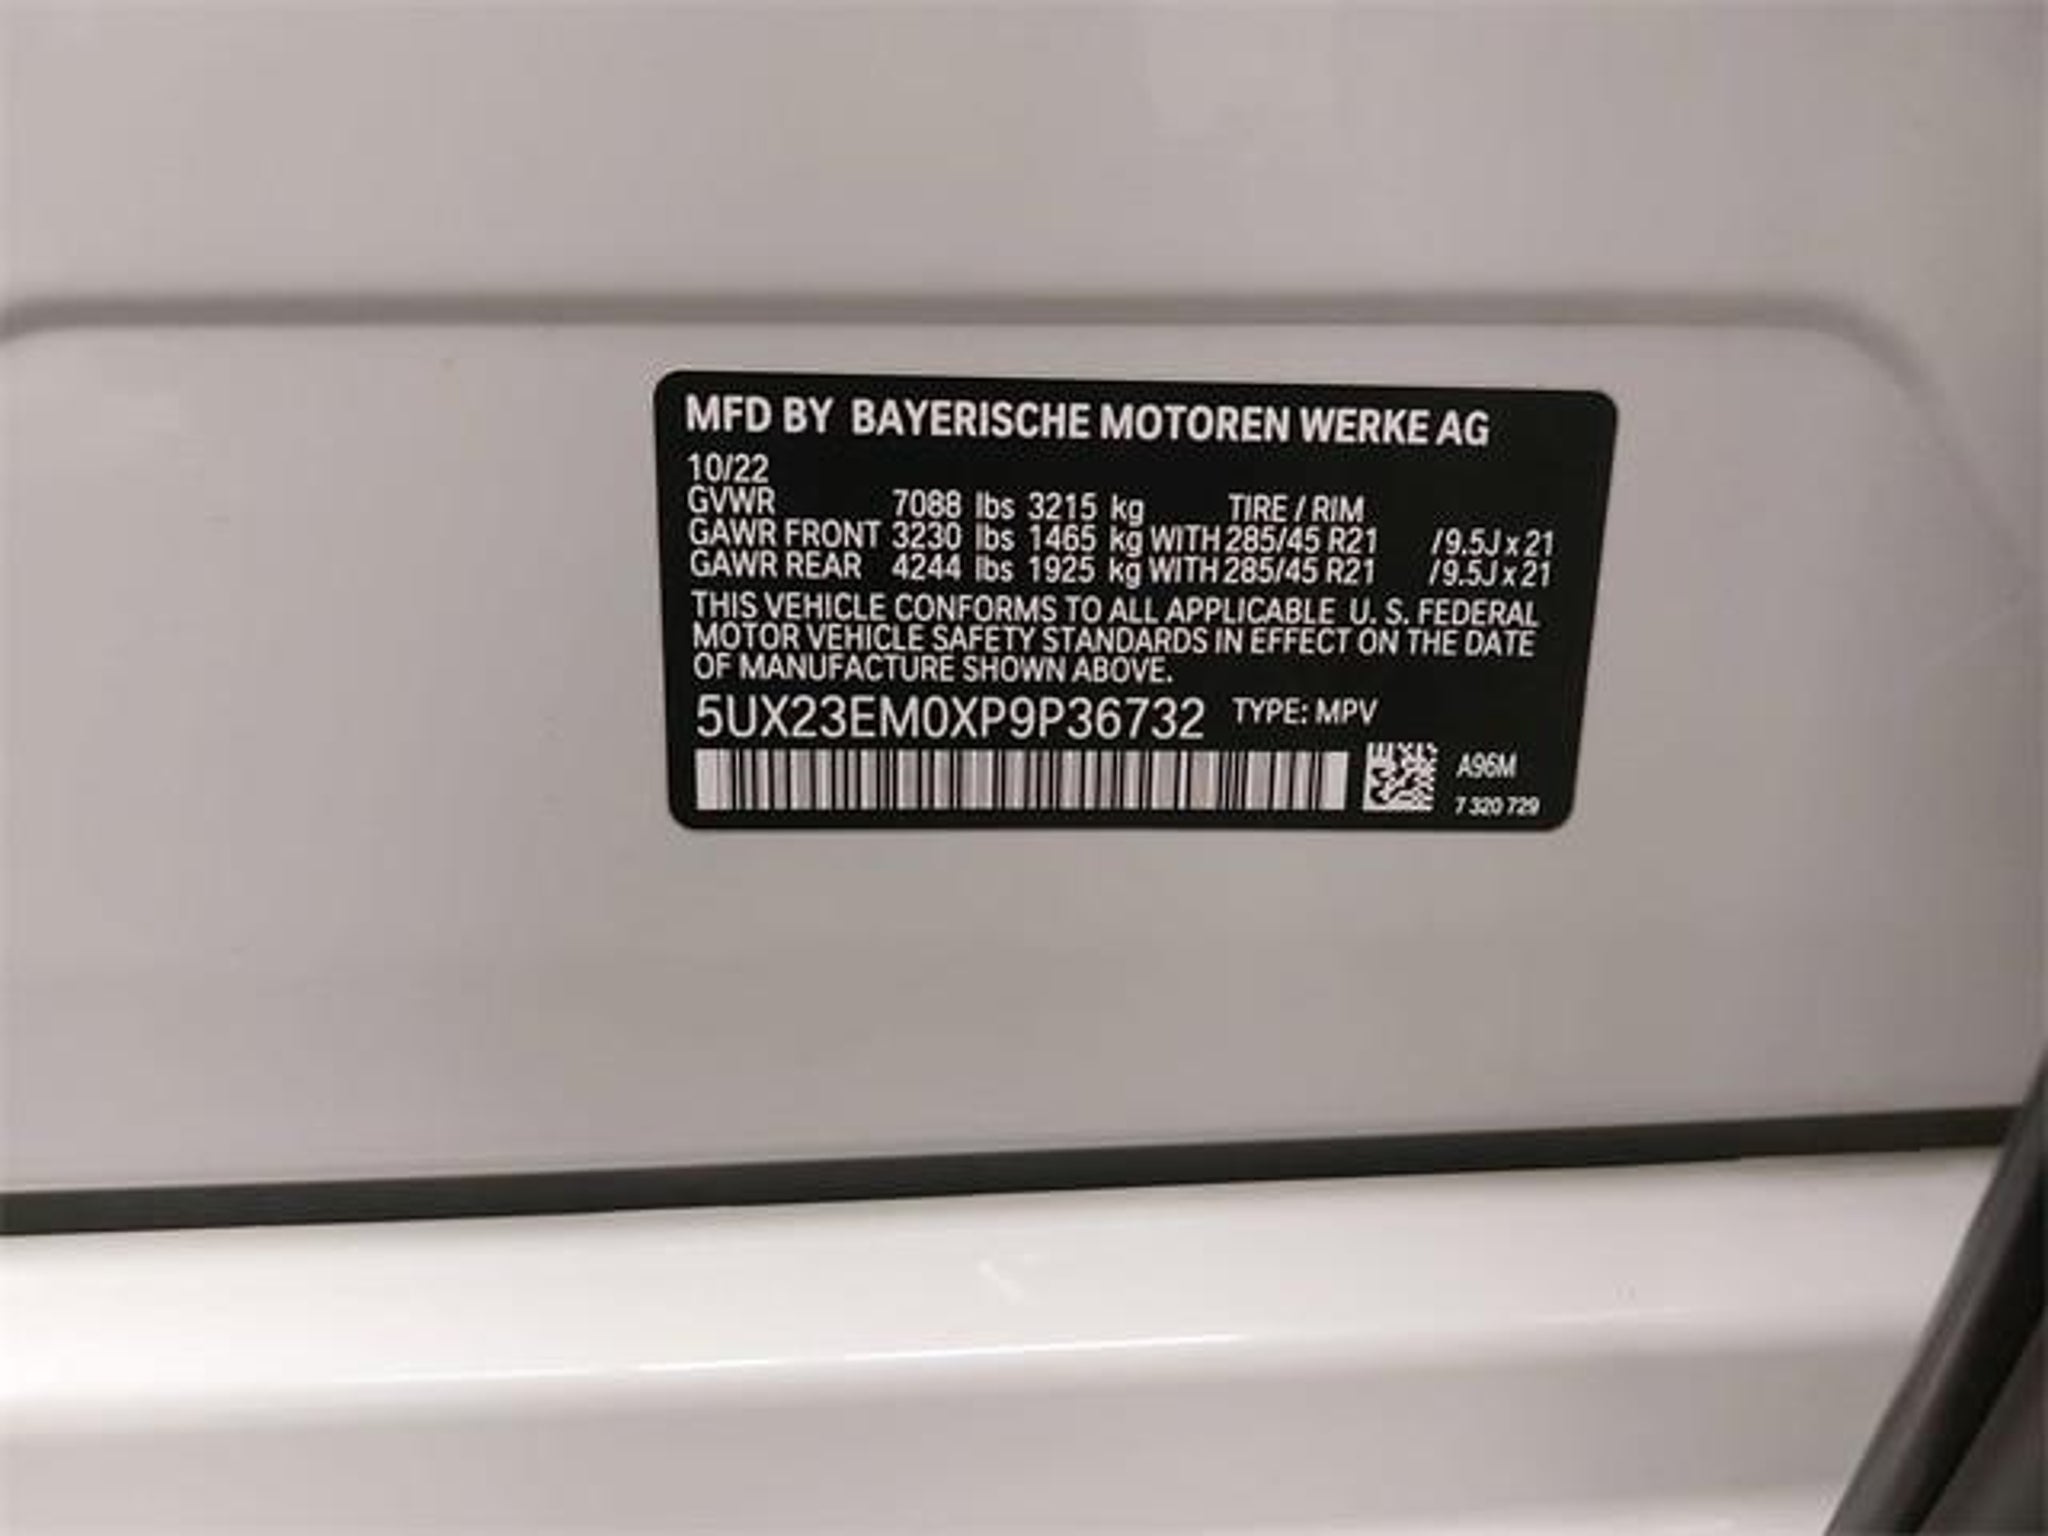 MFD BY BAYERISCHE MOTOREN WERKE AG
10/22
GVWR 7088 lbs 3215 kg TIRE / RIM
GAWR FRONT 3230 lbs 1465 kg WITH 285/45 R21 /9.5J x 21
GAWR REAR 4244 lbs 1925 kg WITH 285/45 R21 /9.5J x 21
THIS VEHICLE CONFORMS TO ALL APPLICABLE U. S. FEDERAL
MOTOR VEHICLE SAFETY STANDARDS IN EFFECT ON THE DATE
OF MANUFACTURE SHOWN ABOVE.
5UX23EM0XP9P36732 TYPE: MPV
A96M
7 320 729